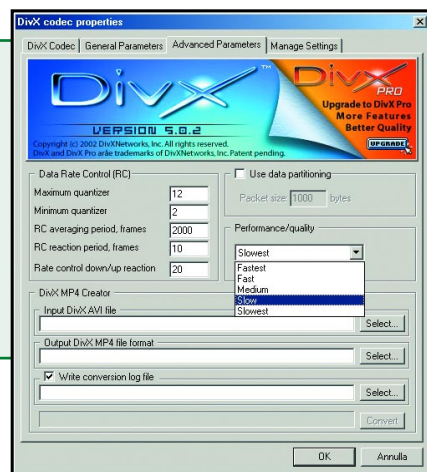 DivX codec properties
DivX Codec
General Parameters
Advanced Parameters
Manage Settings
DivX™
VERSION 5.0.2
Copyright (c) 2002 DivXNetworks, Inc. All rights reserved.
DivX and DivX Pro are trademarks of DivXNetworks, Inc. Patent pending.
DivX
PRO
Upgrade to DivX Pro
More Features
Better Quality
UPGRADE
Data Rate Control (RC)
Maximum quantizer 12
Minimum quantizer 2
RC averaging period, frames 2000
RC reaction period, frames 10
Rate control down/up reaction 20
Use data partitioning
Packet size: 1000 bytes
Performance/quality
Slowest
Fastest
Fast
Medium
Slow
Slowest
DivX MP4 Creator
Input DivX AVI file
Select...
Output DivX MP4 file format
Select...
Write conversion log file
Select...
Convert
OK
Annulla